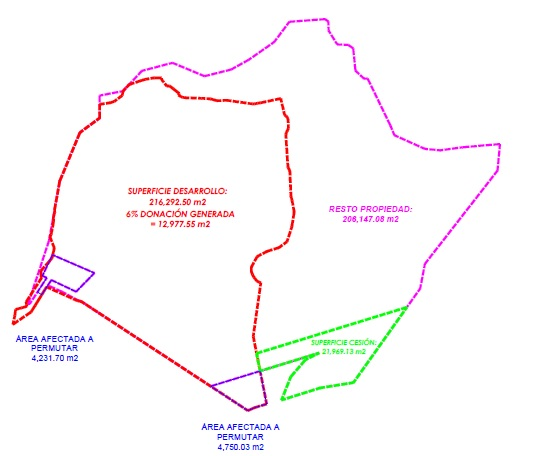 SUPERFICIE DESARROLLO:
216,292.50 m2
6% DONACIÓN GENERADA
= 12,977.55 m2
RESTO PROPIEDAD:
206,147.08 m2
SUPERFICIE CESIÓN:
21,969.13 m2
ÁREA AFECTADA A
PERMUTAR
4,231.70 m2
ÁREA AFECTADA A
PERMUTAR
4,750.03 m2